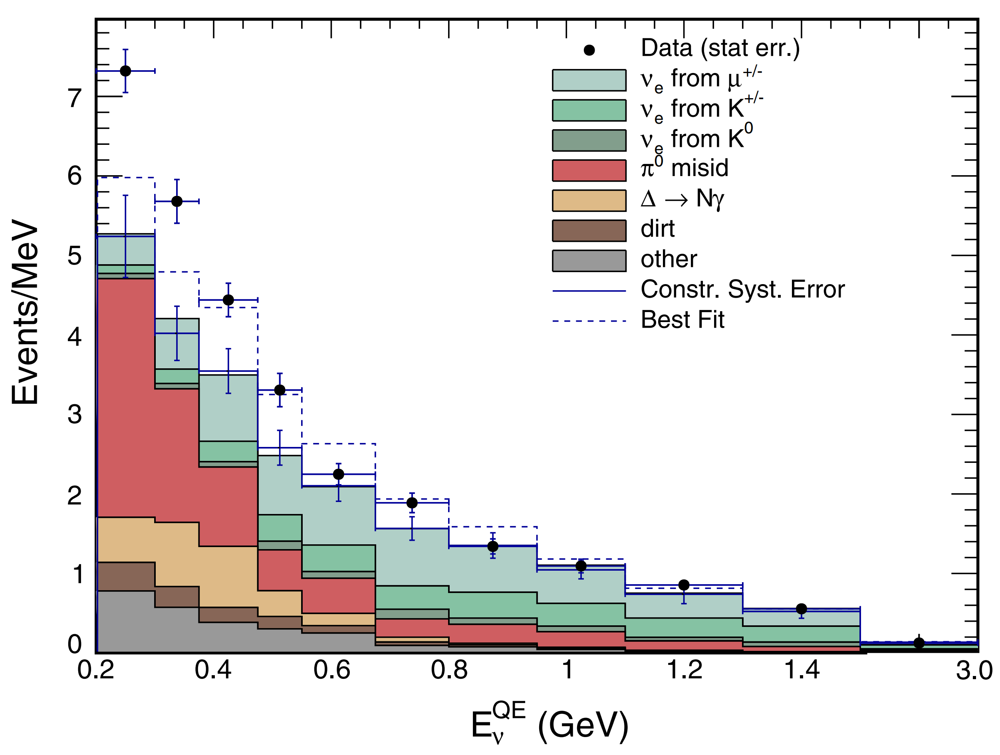 Data (stat err.)
νe from μ+/-
νe from K+/-
νe from K0
π0 misid
Δ → Nγ
dirt
other
Constr. Syst. Error
Best Fit
Events/MeV
7
6
5
4
3
2
1
0
0.2 0.4 0.6 0.8 1 1.2 1.4 3.0
EνQE (GeV)